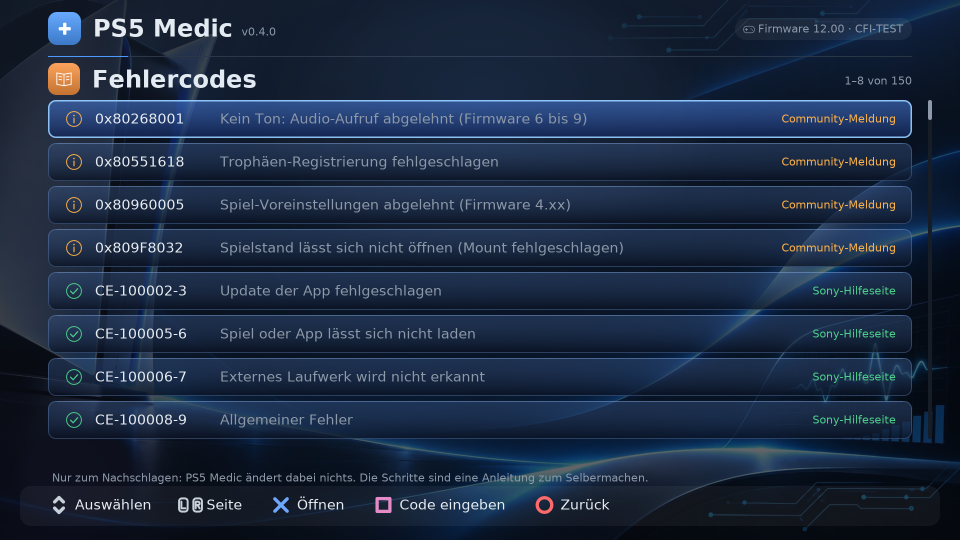 PS5 Medic v0.4.0
Firmware 12.00 · CFI-TEST
Fehlercodes
1–8 von 150
0x80268001 Kein Ton: Audio-Aufruf abgelehnt (Firmware 6 bis 9) Community-Meldung
0x80551618 Trophäen-Registrierung fehlgeschlagen Community-Meldung
0x80960005 Spiel-Voreinstellungen abgelehnt (Firmware 4.xx) Community-Meldung
0x809F8032 Spielstand lässt sich nicht öffnen (Mount fehlgeschlagen) Community-Meldung
CE-100002-3 Update der App fehlgeschlagen Sony-Hilfeseite
CE-100005-6 Spiel oder App lässt sich nicht laden Sony-Hilfeseite
CE-100006-7 Externes Laufwerk wird nicht erkannt Sony-Hilfeseite
CE-100008-9 Allgemeiner Fehler Sony-Hilfeseite
Nur zum Nachschlagen: PS5 Medic ändert dabei nichts. Die Schritte sind eine Anleitung zum Selbermachen.
Auswählen L R Seite Öffnen Code eingeben Zurück